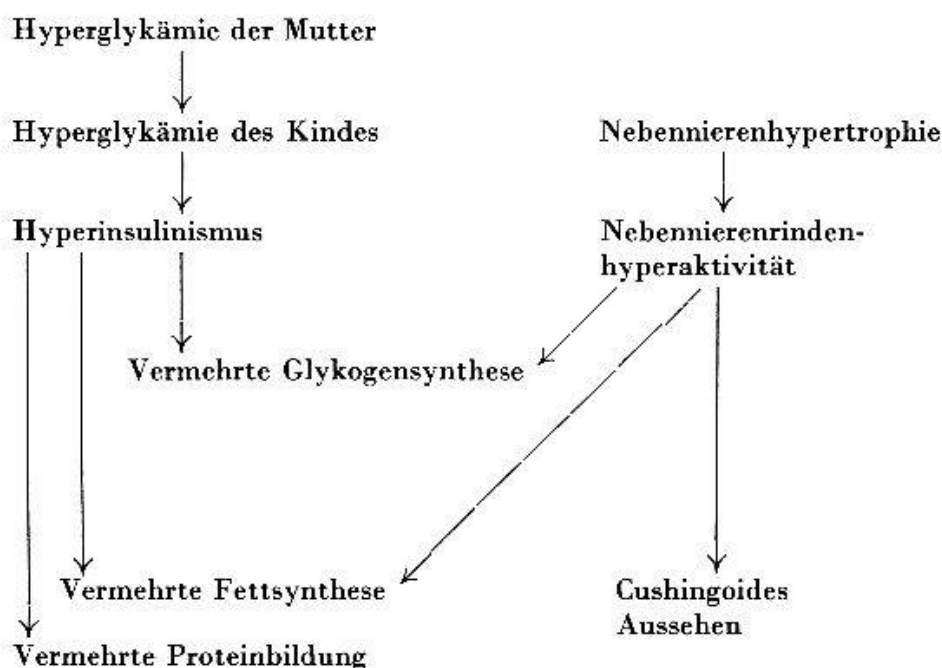 Hyperglykämie der Mutter
Hyperglykämie des Kindes
Nebennierenhypertrophie
Hyperinsulinismus
Nebennierenrinden-
hyperaktivität
Vermehrte Glykogensynthese
Vermehrte Fettsynthese
Cushingoides
Aussehen
Vermehrte Proteinbildung